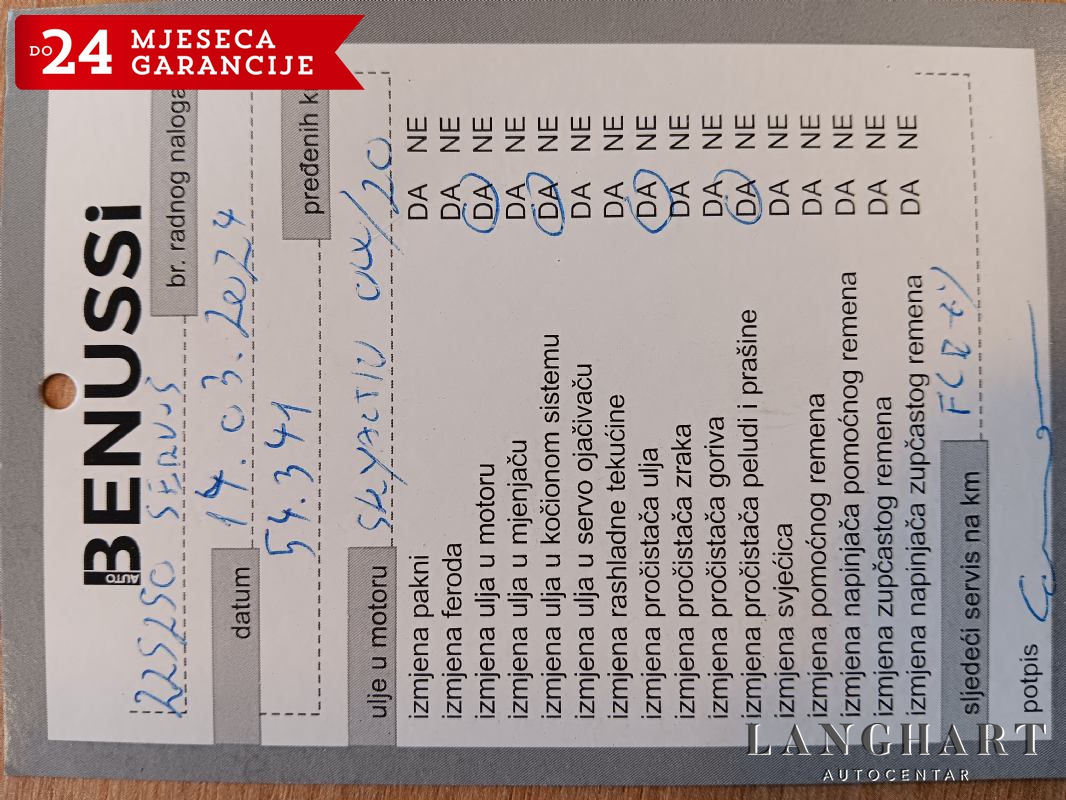 DO 24 MJESECA GARANCIJE
AUTO BENUSSi
br. radnog naloga
225250 SERVUS
datum
14.03.2024
pređenih k
54.341
ulje u motoru
SKYACTIV 0W/20
izmjena pakni DA NE
izmjena feroda DA NE
izmjena ulja u motoru DA NE
izmjena ulja u mjenjaču DA NE
izmjena ulja u kočionom sistemu DA NE
izmjena ulja u servo ojačivaču DA NE
izmjena rashladne tekućine DA NE
izmjena pročistača ulja DA NE
izmjena pročistača zraka DA NE
izmjena pročistača goriva DA NE
izmjena pročistača peludi i prašine DA NE
izmjena svjećica DA NE
izmjena pomoćnog remena DA NE
izmjena napinjača pomoćnog remena DA NE
izmjena zupčastog remena DA NE
izmjena napinjača zupčastog remena DA NE
sljedeći servis na km
potpis
LANGHART
AUTOCENTAR